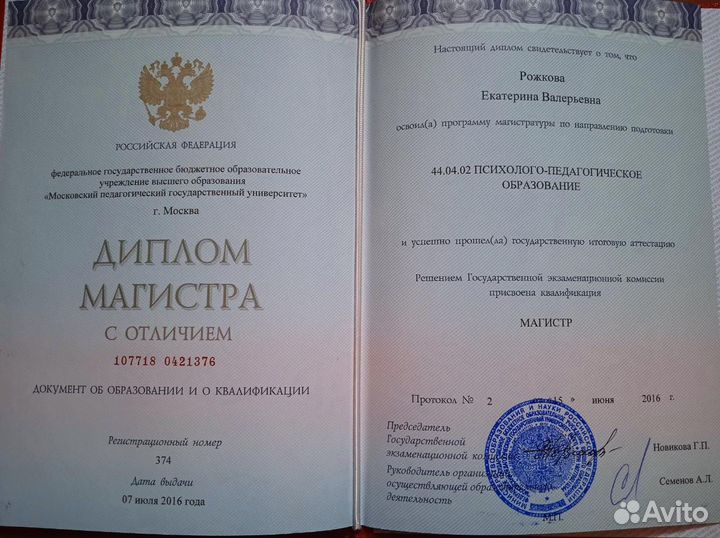 РОССИЙСКАЯ ФЕДЕРАЦИЯ
федеральное государственное бюджетное образовательное
учреждение высшего образования
«Московский педагогический государственный университет»
г. Москва
ДИПЛОМ
МАГИСТРА
С ОТЛИЧИЕМ
107718 0421376
ДОКУМЕНТ ОБ ОБРАЗОВАНИИ И О КВАЛИФИКАЦИИ
Регистрационный номер
374
Дата выдачи
07 июля 2016 года
Настоящий диплом свидетельствует о том, что
Рожкова
Екатерина Валерьевна
освоил(а) программу магистратуры по направлению подготовки
44.04.02 ПСИХОЛОГО-ПЕДАГОГИЧЕСКОЕ
ОБРАЗОВАНИЕ
и успешно прошел(ла) государственную итоговую аттестацию
Решением Государственной экзаменационной комиссии
присвоена квалификация
МАГИСТР
Протокол № 2 от «15 » июня 2016 г.
Председатель
Государственной
экзаменационной
Новикова Г.П.
Руководитель
осуществляющей
деятельность
Семенов А.Л.
М.П.
Avito